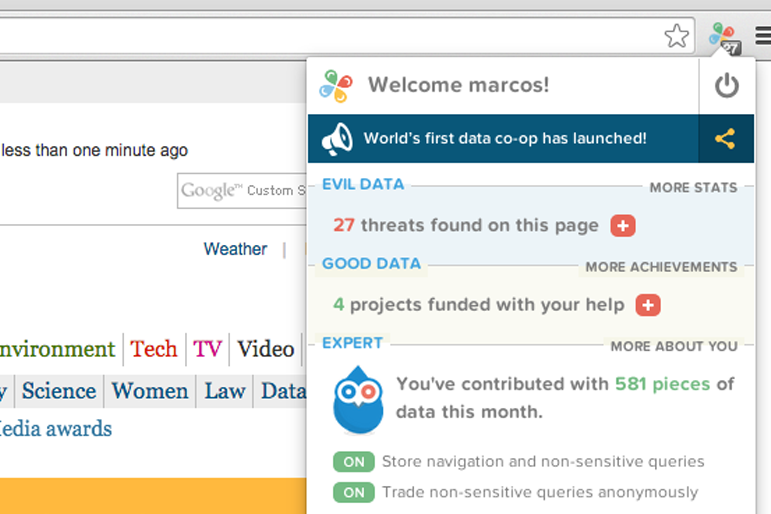 27
Welcome marcos!
World's first data co-op has launched!
less than one minute ago
Google™ Custom S
EVIL DATA
MORE STATS
27 threats found on this page
Weather |
GOOD DATA
MORE ACHIEVEMENTS
4 projects funded with your help
nvironment Tech TV Video
EXPERT
MORE ABOUT YOU
y Science Women Law Data
You've contributed with 581 pieces of
data this month.
edia awards
ON Store navigation and non-sensitive queries
ON Trade non-sensitive queries anonymously